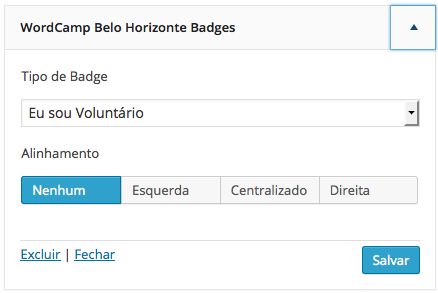 WordCamp Belo Horizonte Badges
Tipo de Badge
Eu sou Voluntário
Alinhamento
Nenhum Esquerda Centralizado Direita
Excluir | Fechar Salvar